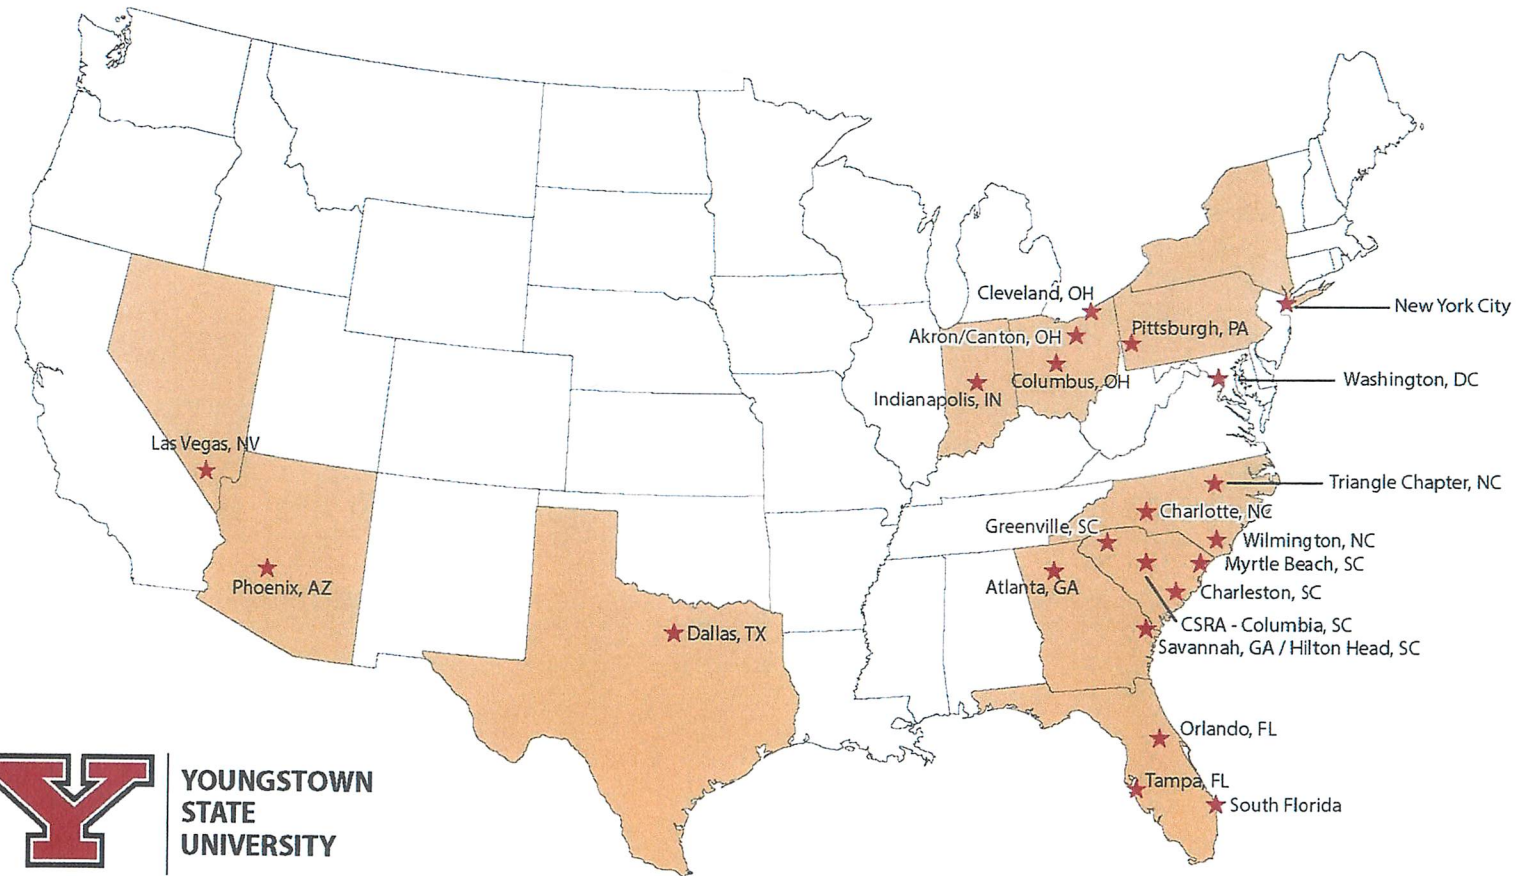 Cleveland, OH
New York City
Akron/Canton, OH
Pittsburgh, PA
Columbus, OH
Washington, DC
Indianapolis, IN
Las Vegas, NV
Triangle Chapter, NC
Charlotte, NC
Greenville, SC
Wilmington, NC
Myrtle Beach, SC
Phoenix, AZ
Atlanta, GA
Charleston, SC
CSRA - Columbia, SC
Dallas, TX
Savannah, GA / Hilton Head, SC
Orlando, FL
Tampa, FL
South Florida
Y
YOUNGSTOWN
STATE
UNIVERSITY